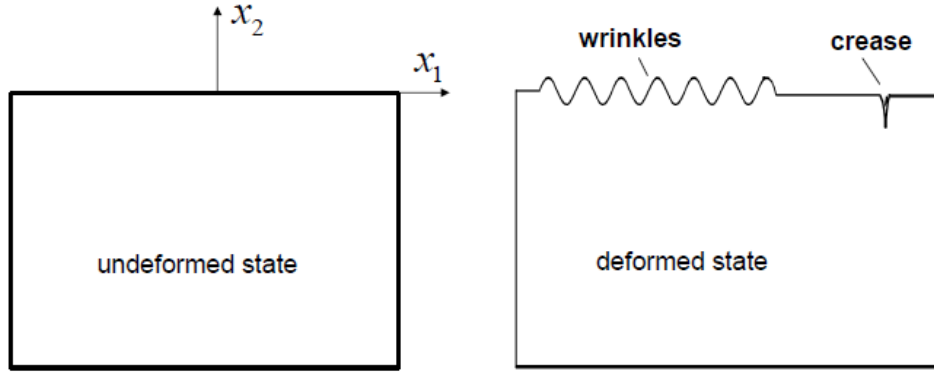 x₂
x₁
undeformed state
wrinkles
crease
deformed state